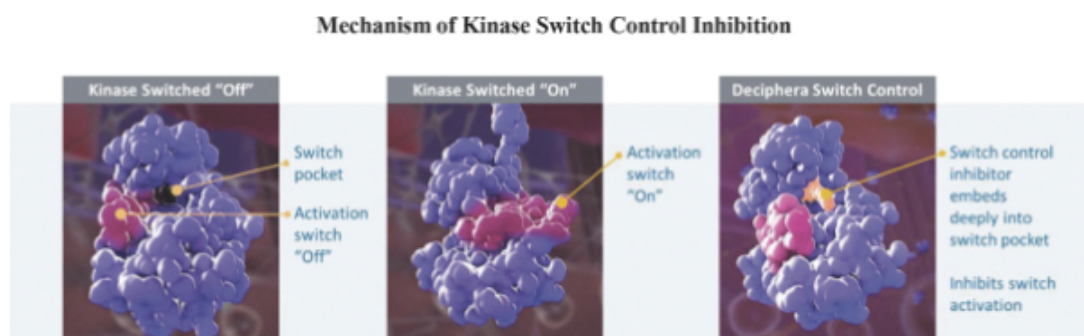 Mechanism of Kinase Switch Control Inhibition
Kinase Switched "Off"
Switch
pocket
Activation
switch
"Off"
Kinase Switched "On"
Activation
switch
"On"
Deciphera Switch Control
Switch control
inhibitor
embeds
deeply into
switch pocket
Inhibits switch
activation